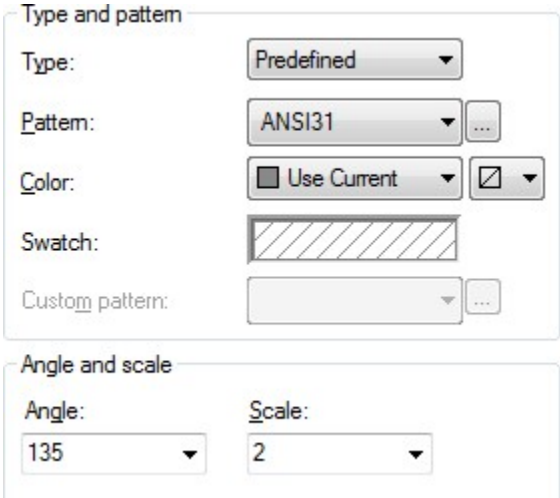 Type and pattern
Type: Predefined
Pattern: ANSI31 ...
Color: Use Current
Swatch:
Custom pattern: ...
Angle and scale
Angle: Scale:
135 2